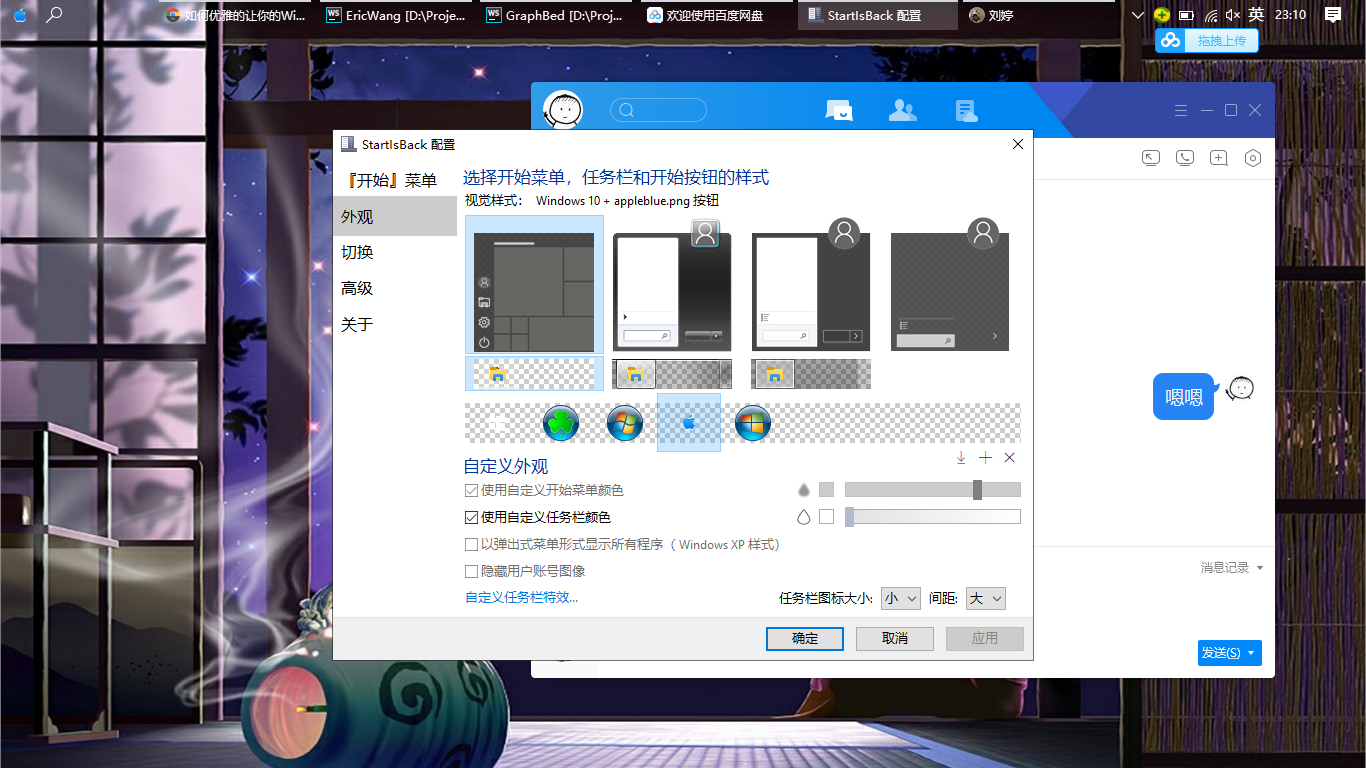 如何优雅的让你的Wi...
EricWang [D:\Proje...
GraphBed [D:\Proj...
欢迎使用百度网盘
StartIsBack 配置
刘婷
英
23:10
拖拽上传
StartIsBack 配置
『开始』菜单
外观
切换
高级
关于
选择开始菜单，任务栏和开始按钮的样式
视觉样式： Windows 10 + appleblue.png 按钮
自定义外观
使用自定义开始菜单颜色
使用自定义任务栏颜色
以弹出式菜单形式显示所有程序（ Windows XP 样式）
隐藏用户账号图像
自定义任务栏特效...
任务栏图标大小: 小 间距: 大
确定 取消 应用
嗯嗯
消息记录
发送(S)